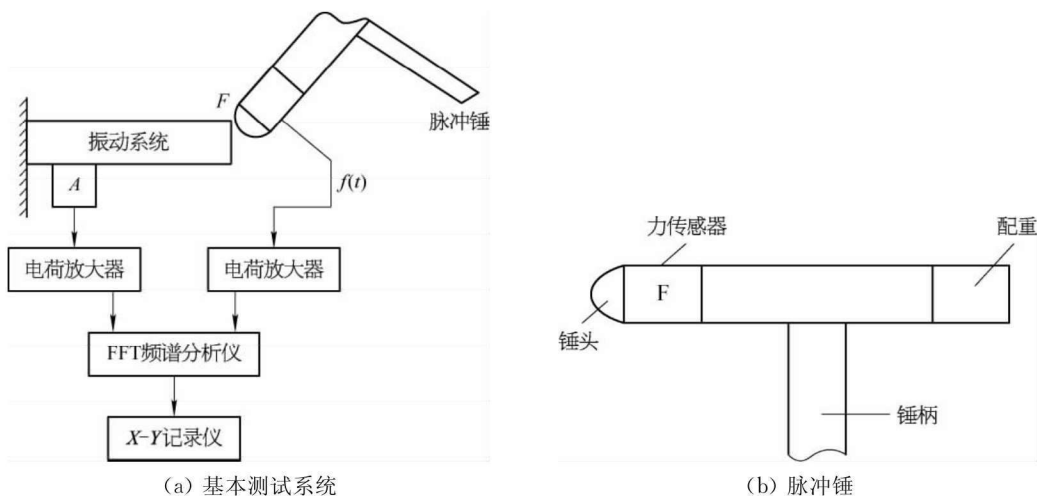 F
脉冲锤
振动系统
A
f(t)
电荷放大器
电荷放大器
FFT频谱分析仪
X-Y记录仪
(a) 基本测试系统
力传感器
配重
F
锤头
锤柄
(b) 脉冲锤